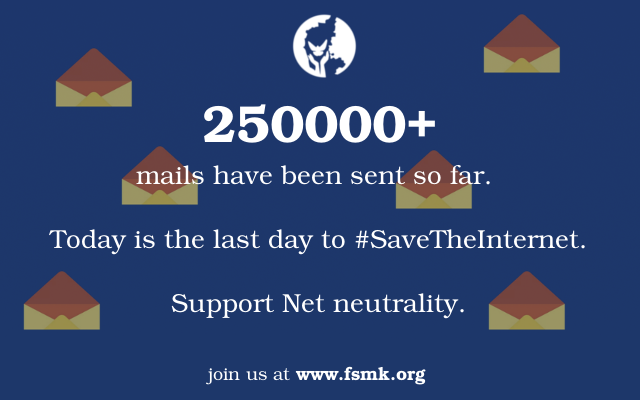 250000+
mails have been sent so far.
Today is the last day to #SaveTheInternet.
Support Net neutrality.
join us at www.fsmk.org